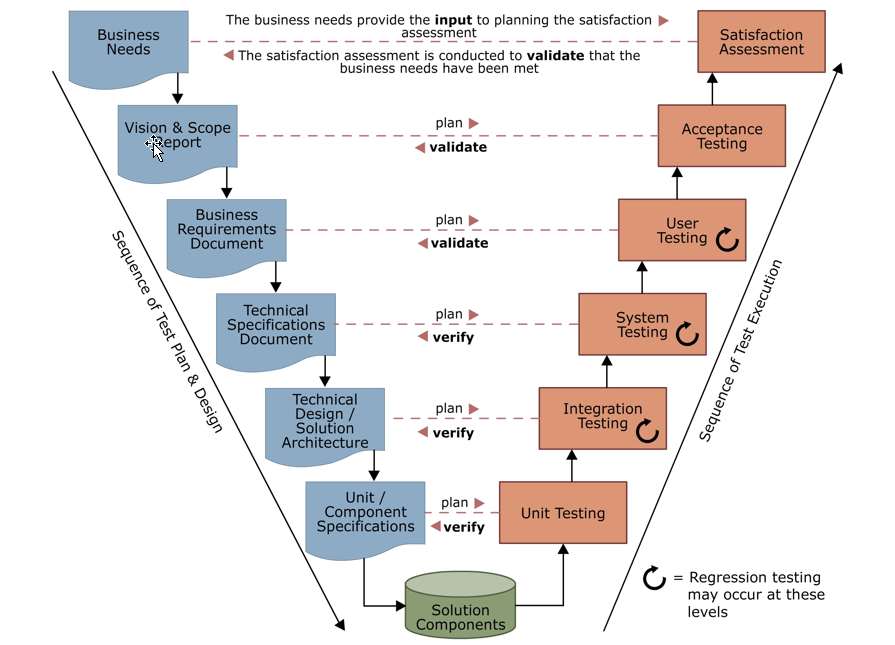 Business
Needs
The business needs provide the input to planning the satisfaction
assessment
The satisfaction assessment is conducted to validate that the
business needs have been met
Satisfaction
Assessment
Vision & Scope
Report
plan
validate
Acceptance
Testing
Business
Requirements
Document
plan
validate
User
Testing
Technical
Specifications
Document
plan
verify
System
Testing
Technical
Design /
Solution
Architecture
plan
verify
Integration
Testing
Unit /
Component
Specifications
plan
verify
Unit Testing
Solution
Components
Sequence of Test Plan & Design
Sequence of Test Execution
= Regression testing
may occur at these
levels